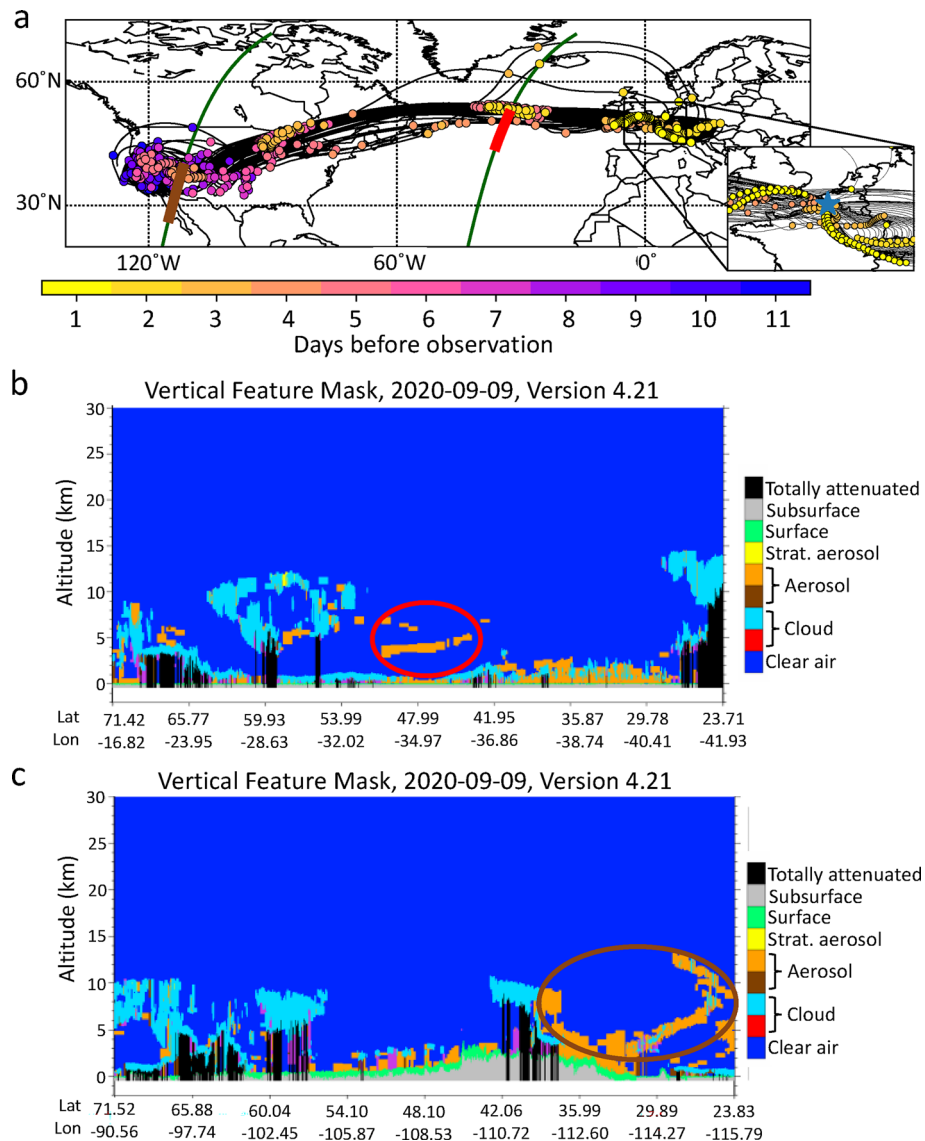 a
60˚N
30˚N
120˚W
60˚W
0˚
1 2 3 4 5 6 7 8 9 10 11
Days before observation
b
Vertical Feature Mask, 2020-09-09, Version 4.21
30
25
20
15
10
5
0
Altitude (km)
Totally attenuated
Subsurface
Surface
Strat. aerosol
Aerosol
Cloud
Clear air
Lat 71.42 65.77 59.93 53.99 47.99 41.95 35.87 29.78 23.71
Lon -16.82 -23.95 -28.63 -32.02 -34.97 -36.86 -38.74 -40.41 -41.93
c
Vertical Feature Mask, 2020-09-09, Version 4.21
30
25
20
15
10
5
0
Altitude (km)
Totally attenuated
Subsurface
Surface
Strat. aerosol
Aerosol
Cloud
Clear air
Lat 71.52 65.88 60.04 54.10 48.10 42.06 35.99 29.89 23.83
Lon -90.56 -97.74 -102.45 -105.87 -108.53 -110.72 -112.60 -114.27 -115.79